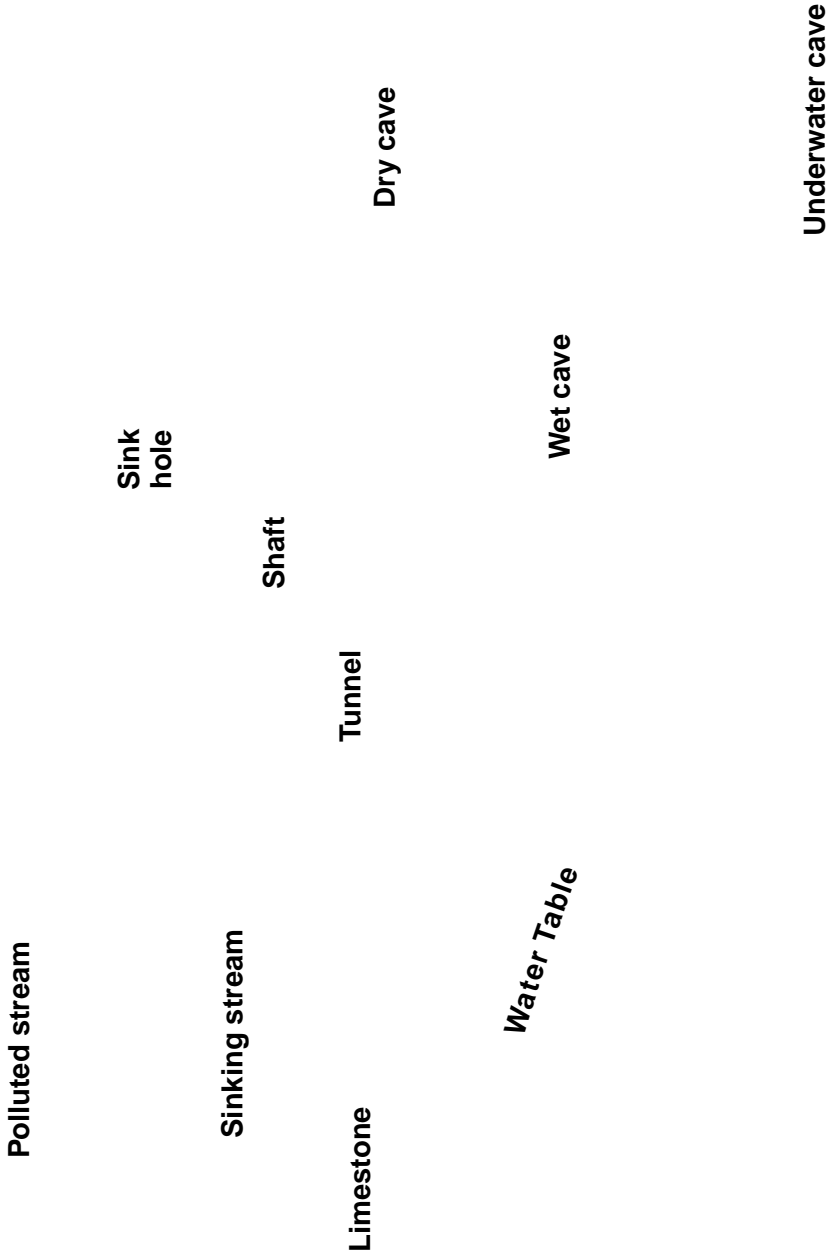 Polluted stream
Sink
hole
Sinking stream
Shaft
Tunnel
Limestone
Dry cave
Water Table
Wet cave
Underwater cave